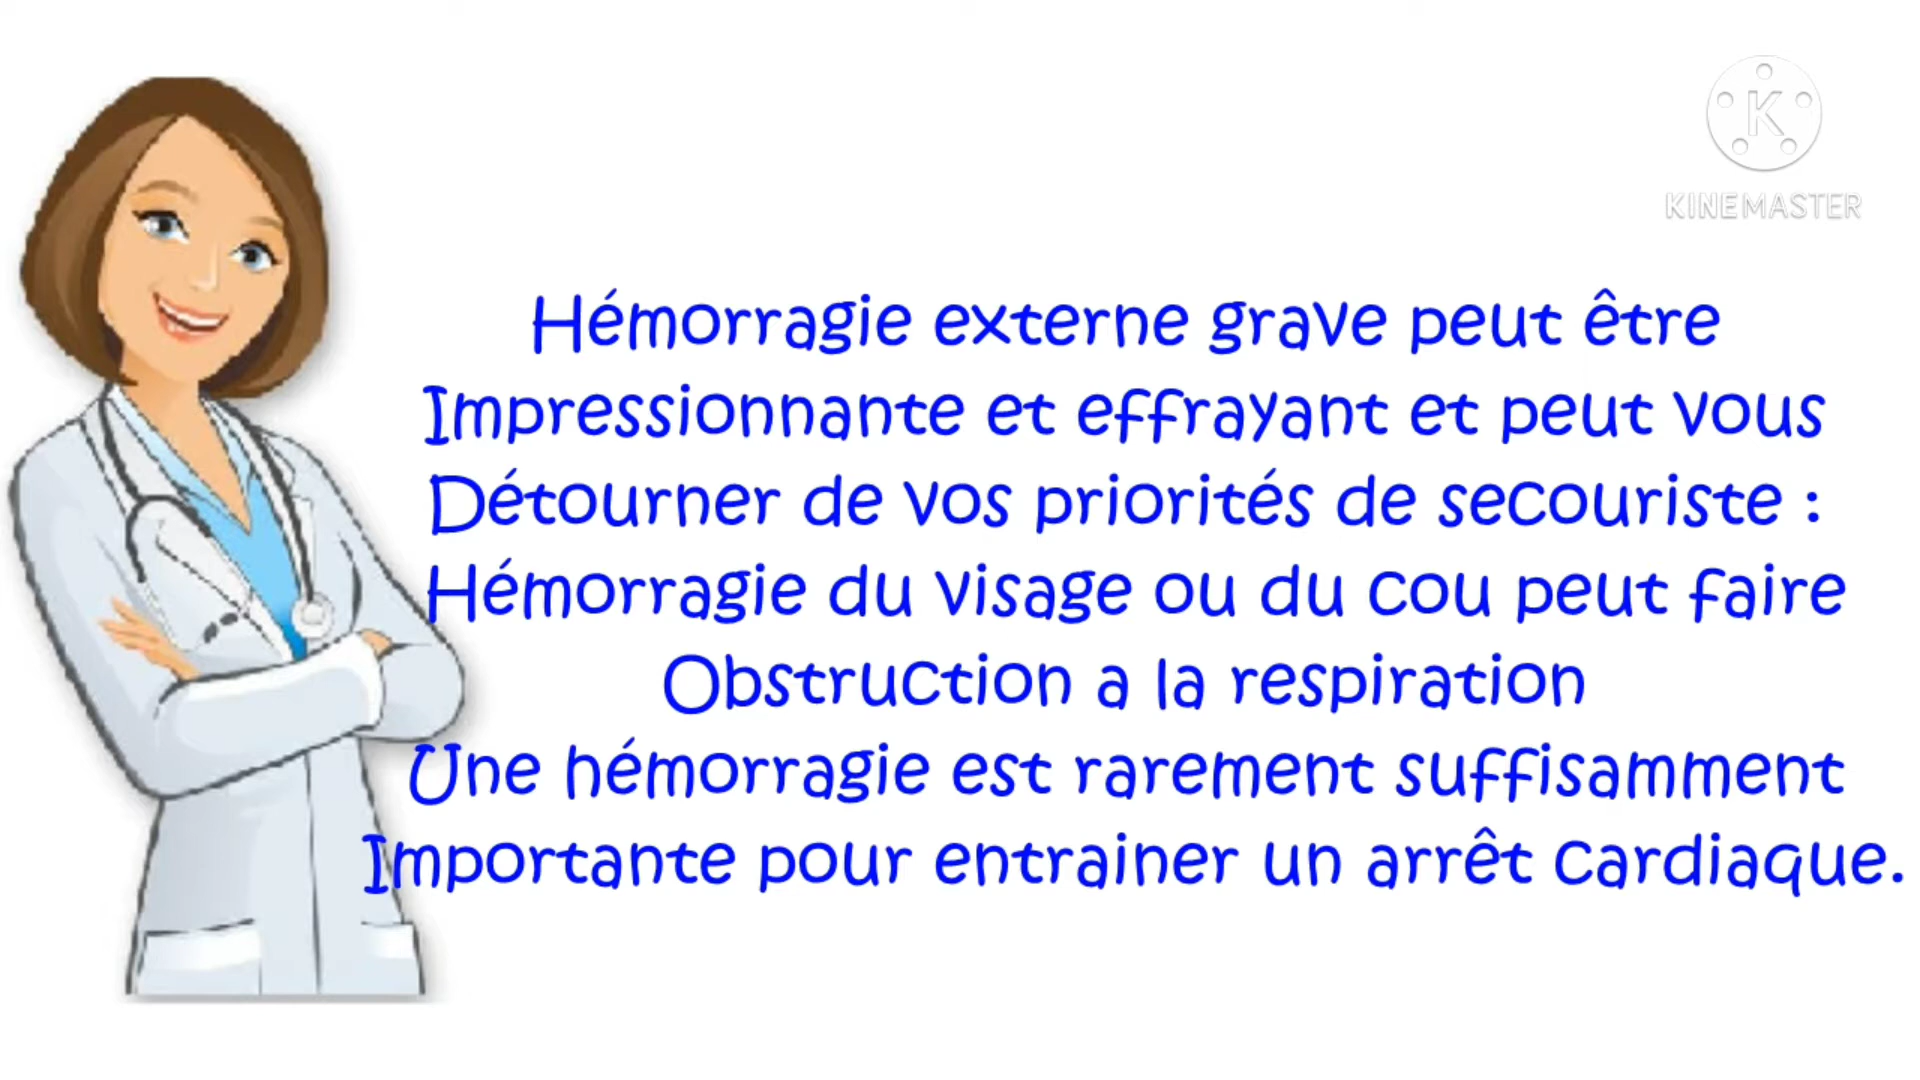 K
KINEMASTER
Hémorragie externe grave peut être
Impressionnante et effrayant et peut vous
Détourner de vos priorités de secouriste :
Hémorragie du visage ou du cou peut faire
Obstruction a la respiration
Une hémorragie est rarement suffisamment
Importante pour entrainer un arrêt cardiaque.